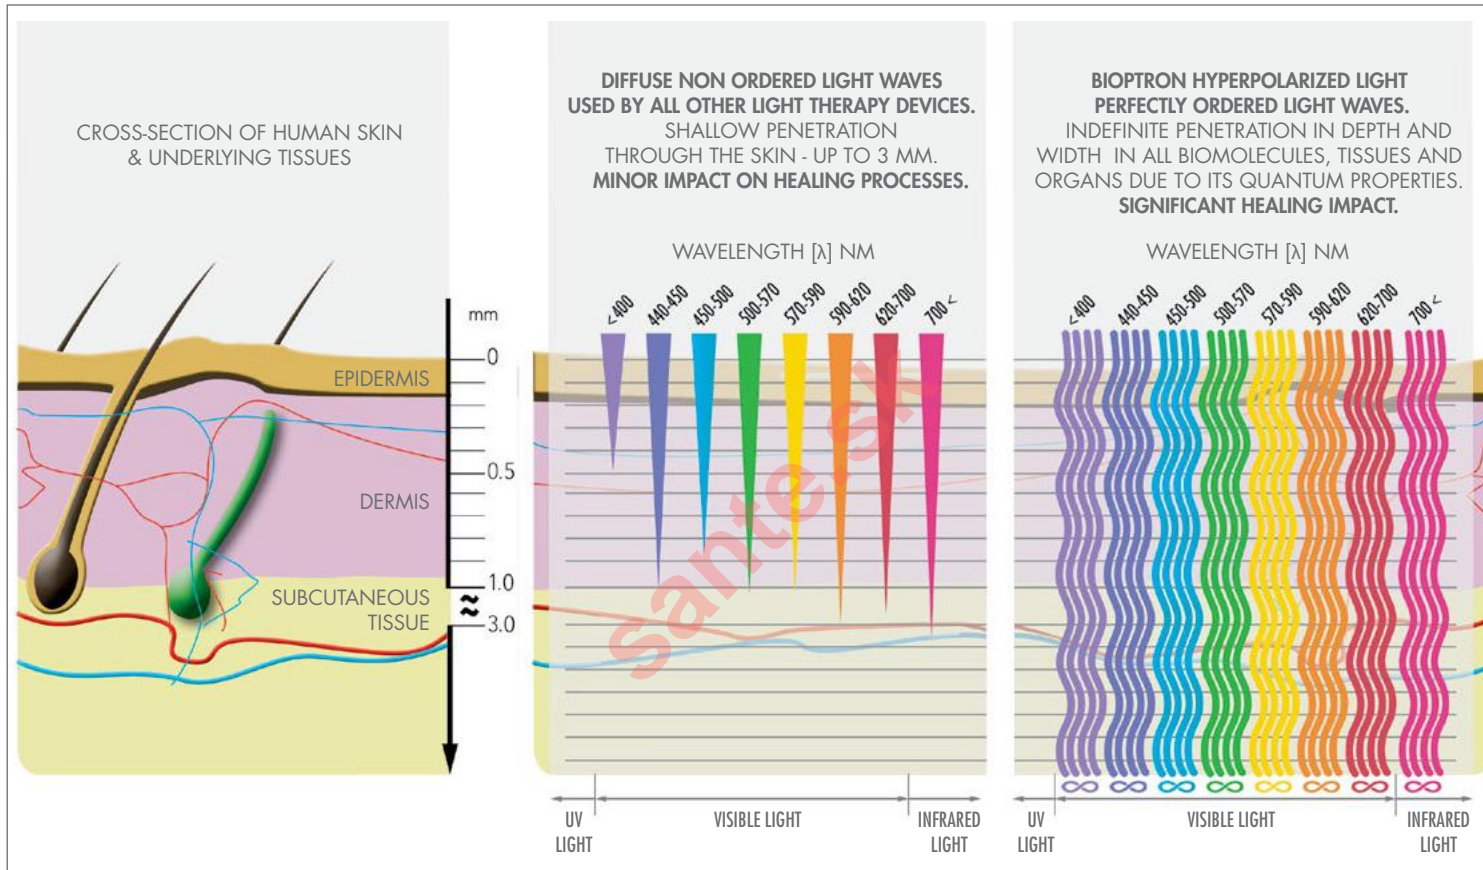 CROSS-SECTION OF HUMAN SKIN
& UNDERLYING TISSUES
mm
0
0.5
1.0
3.0
EPIDERMIS
DERMIS
SUBCUTANEOUS
TISSUE
DIFFUSE NON ORDERED LIGHT WAVES
USED BY ALL OTHER LIGHT THERAPY DEVICES.
SHALLOW PENETRATION
THROUGH THE SKIN - UP TO 3 MM.
MINOR IMPACT ON HEALING PROCESSES.
WAVELENGTH [λ] NM
< 400
440-450
450-500
500-570
570-590
590-620
620-700
700 <
UV
LIGHT
VISIBLE LIGHT
INFRARED
LIGHT
BIOPTRON HYPERPOLARIZED LIGHT
PERFECTLY ORDERED LIGHT WAVES.
INDEFINITE PENETRATION IN DEPTH AND
WIDTH IN ALL BIOMOLECULES, TISSUES AND
ORGANS DUE TO ITS QUANTUM PROPERTIES.
SIGNIFICANT HEALING IMPACT.
WAVELENGTH [λ] NM
< 400
440-450
450-500
500-570
570-590
590-620
620-700
700 <
∞ ∞ ∞ ∞ ∞ ∞ ∞ ∞
UV
LIGHT
VISIBLE LIGHT
INFRARED
LIGHT
sante.sk